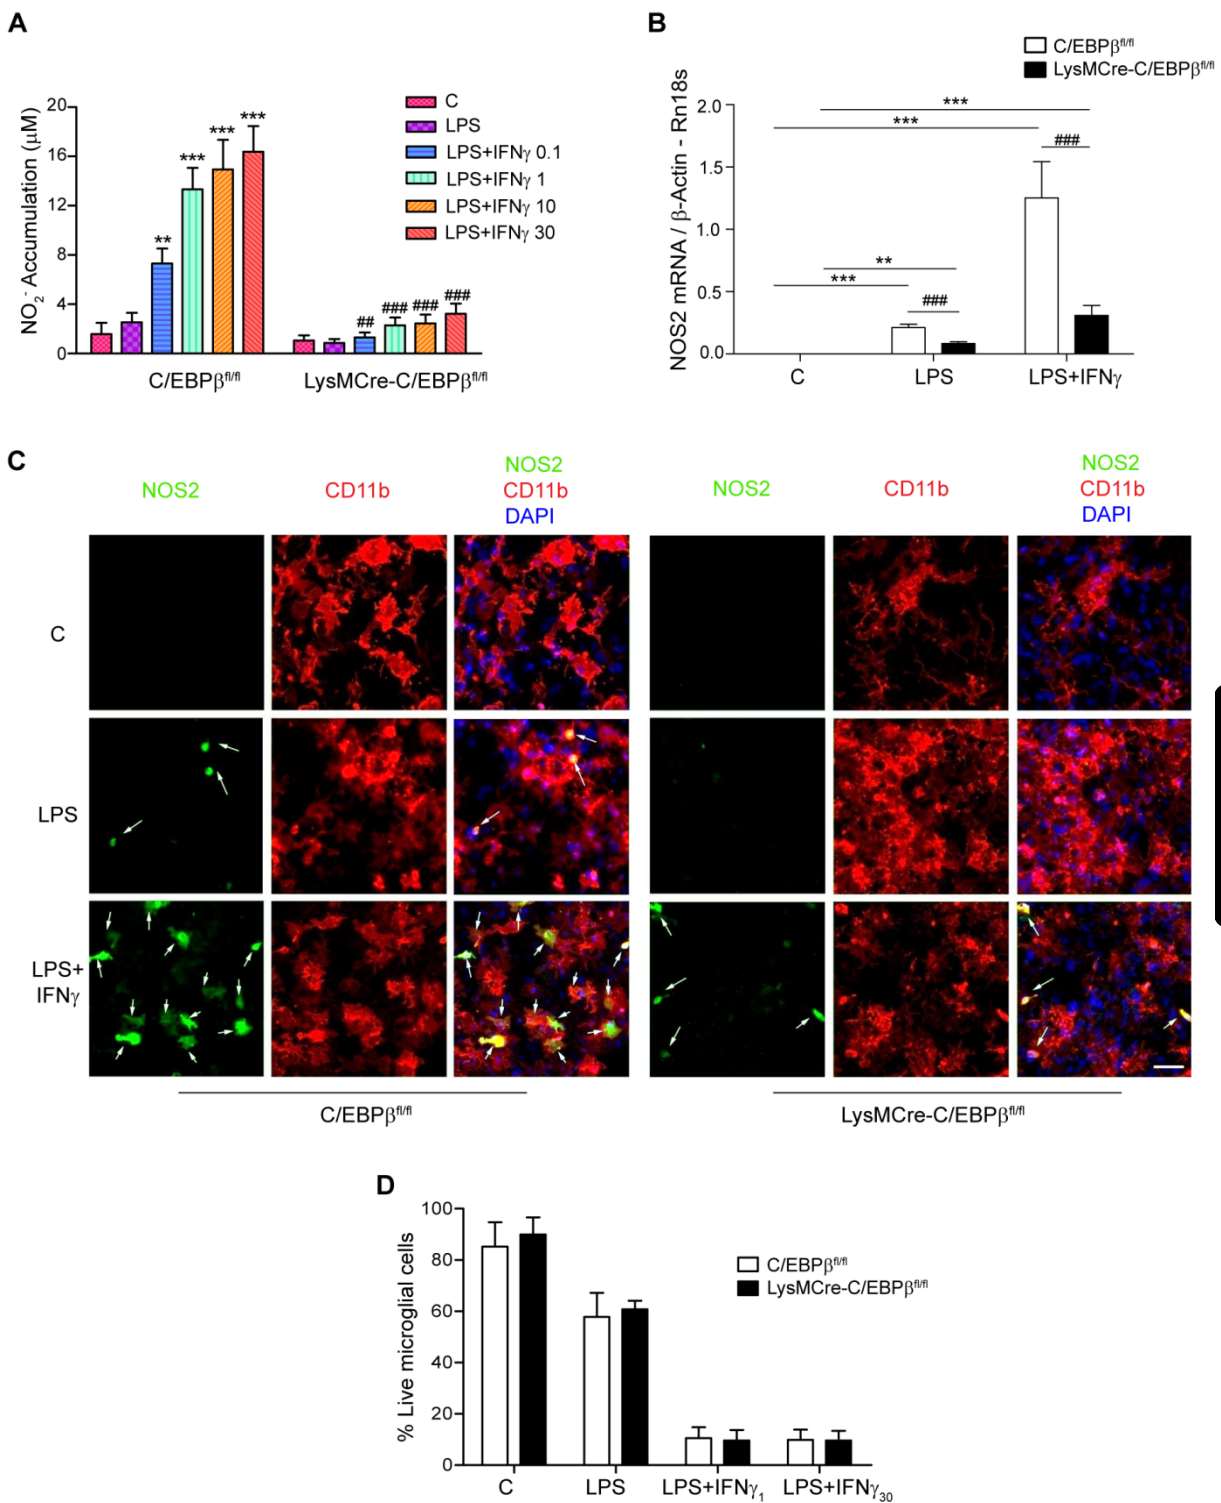 A
NO₂⁻ Accumulation (μM)
20
16
12
8
4
0
**
***
***
***
##
###
###
###
C
LPS
LPS+IFNγ 0.1
LPS+IFNγ 1
LPS+IFNγ 10
LPS+IFNγ 30
C/EBPβfl/fl
LysMCre-C/EBPβfl/fl
B
C/EBPβfl/fl
LysMCre-C/EBPβfl/fl
NOS2 mRNA / β-Actin - Rn18s
2.0
1.5
1.0
0.5
0.0
***
***
###
**
***
###
C
LPS
LPS+IFNγ
C
NOS2
CD11b
NOS2
CD11b
DAPI
NOS2
CD11b
NOS2
CD11b
DAPI
C
LPS
LPS+
IFNγ
C/EBPβfl/fl
LysMCre-C/EBPβfl/fl
D
% Live microglial cells
100
80
60
40
20
0
C/EBPβfl/fl
LysMCre-C/EBPβfl/fl
C
LPS
LPS+IFNγ₁
LPS+IFNγ₃₀